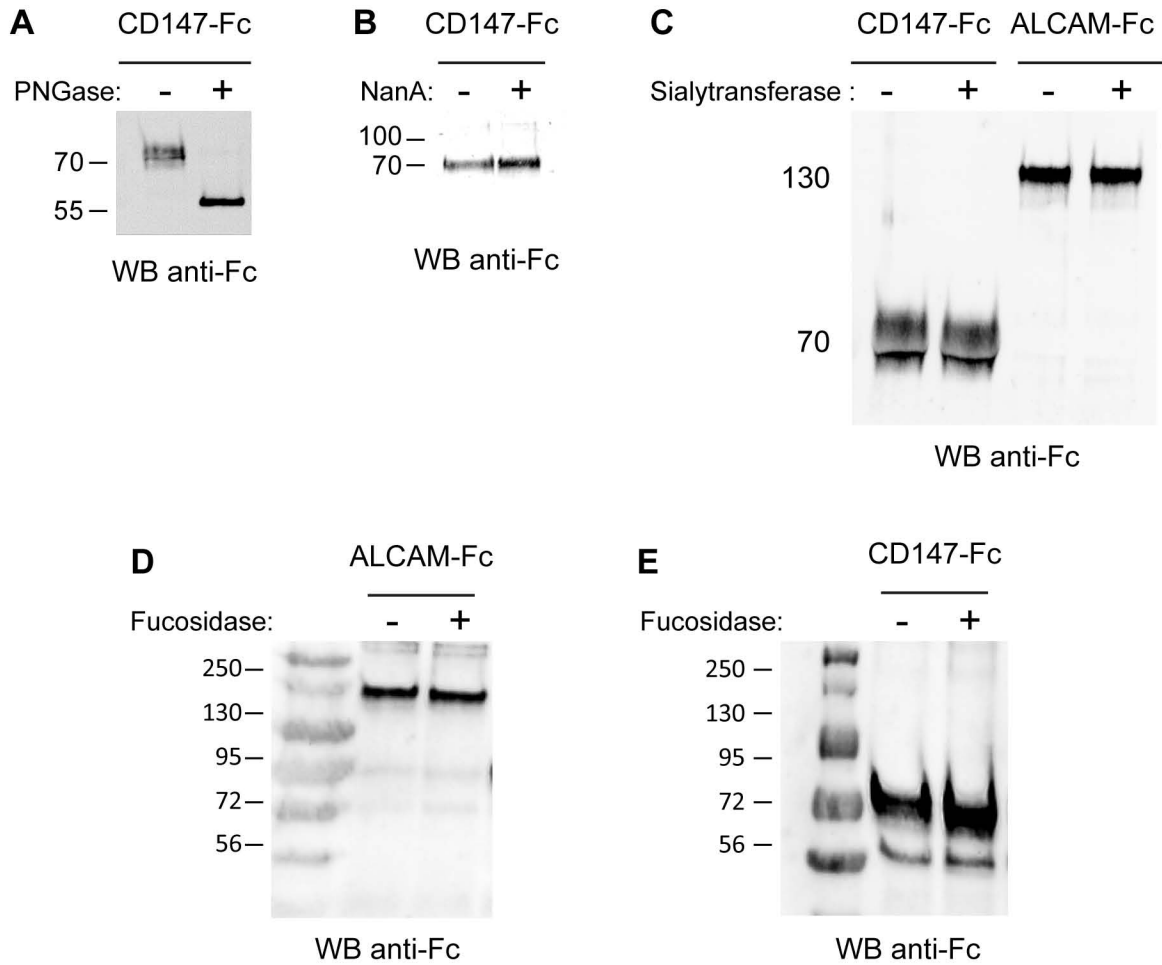 A
CD147-Fc
PNGase: - +
70
55
WB anti-Fc
B
CD147-Fc
NanA: - +
100
70
WB anti-Fc
C
CD147-Fc ALCAM-Fc
Sialytransferase : - + - +
130
70
WB anti-Fc
D
ALCAM-Fc
Fucosidase: - +
250
130
95
72
56
WB anti-Fc
E
CD147-Fc
Fucosidase: - +
250
130
95
72
56
WB anti-Fc